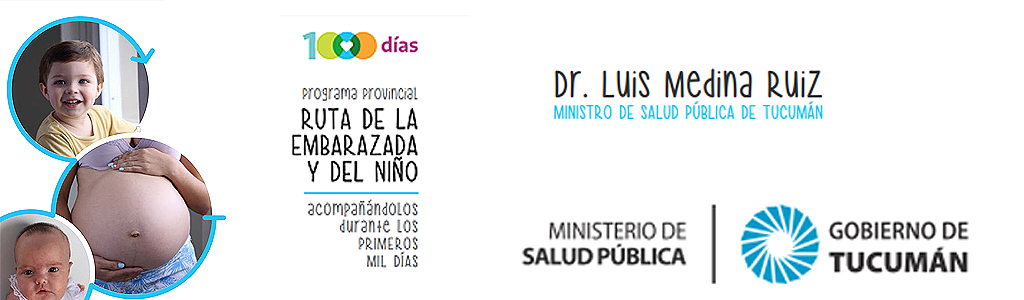 1000 días
Programa Provincial
RUTA DE LA
EMBARAZADA
Y DEL NIÑO
acompañándolos
durante los
PRIMEROS
MIL DÍAS
Dr. Luis Medina Ruiz
MINISTRO DE SALUD PÚBLICA DE TUCUMÁN
MINISTERIO DE
SALUD PÚBLICA
GOBIERNO DE
TUCUMÁN